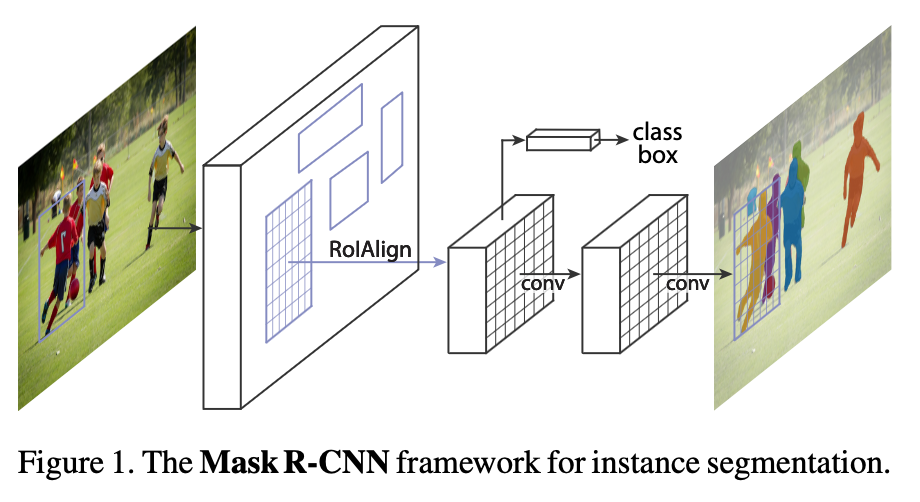 RoIAlign
class
box
conv
conv
Figure 1. The Mask R-CNN framework for instance segmentation.